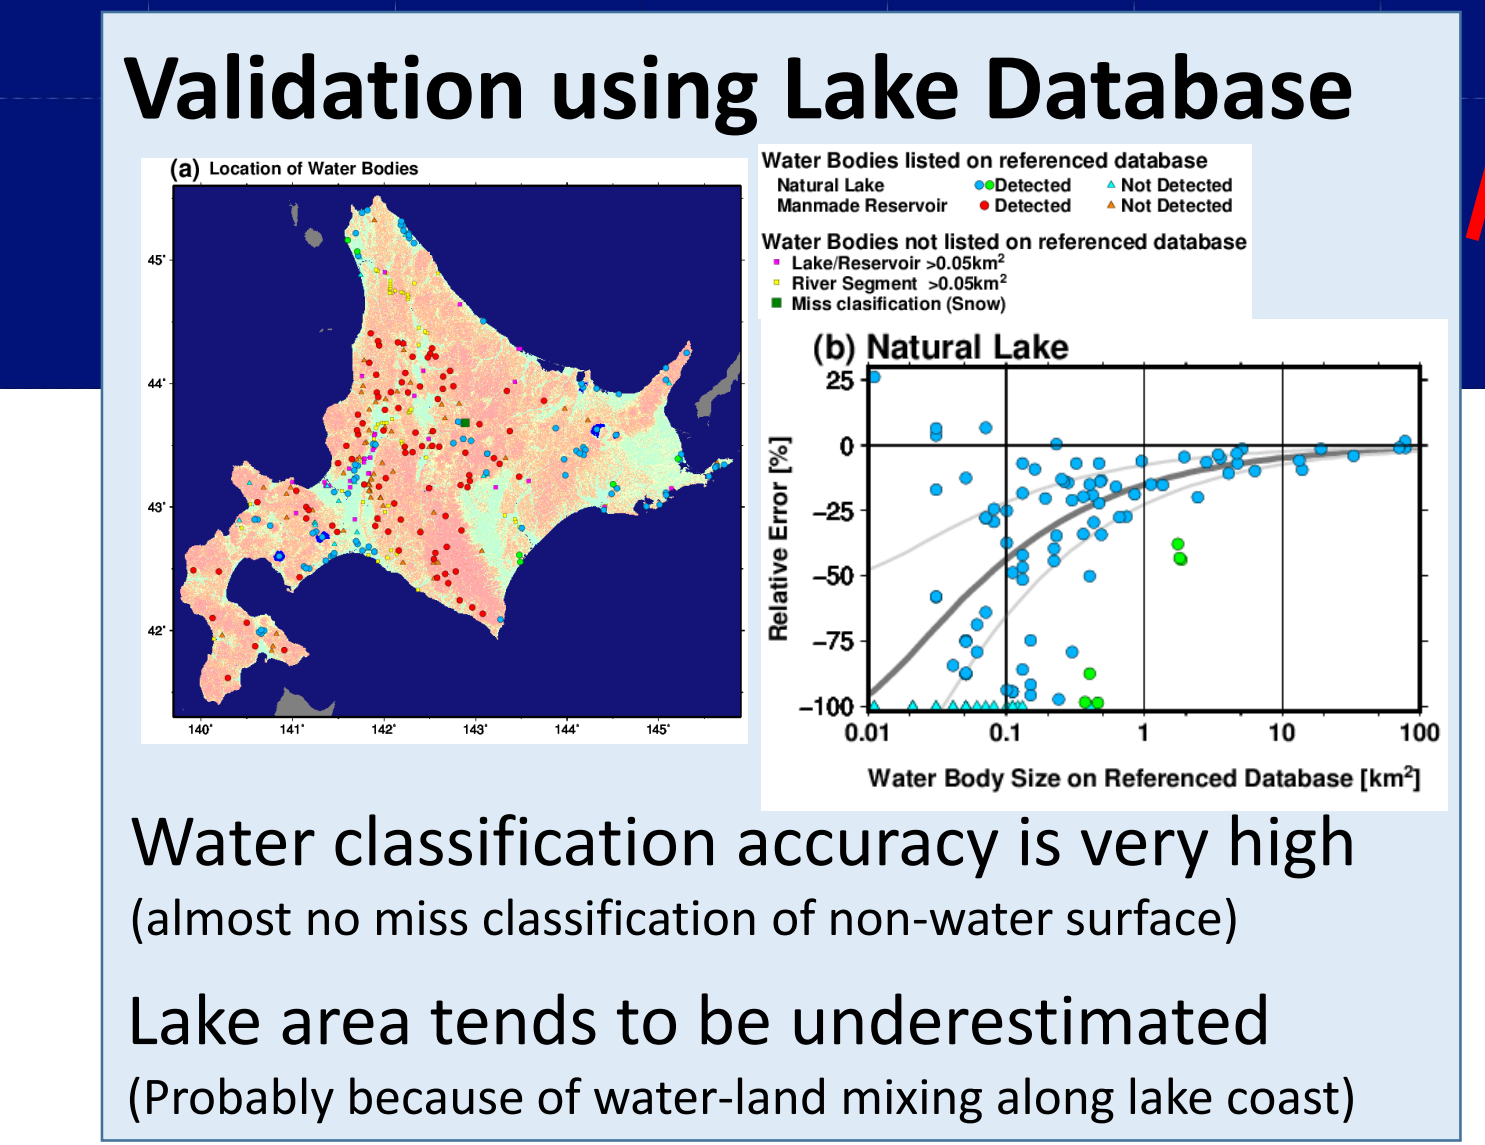 Validation using Lake Database
(a) Location of Water Bodies
45°
44°
43°
42°
140° 141° 142° 143° 144° 145°
Water Bodies listed on referenced database
Natural Lake Detected Not Detected
Manmade Reservoir Detected Not Detected
Water Bodies not listed on referenced database
Lake/Reservoir >0.05km²
River Segment >0.05km²
Miss clasification (Snow)
(b) Natural Lake
Relative Error [%]
25
0
−25
−50
−75
−100
0.01 0.1 1 10 100
Water Body Size on Referenced Database [km²]
Water classification accuracy is very high
(almost no miss classification of non-water surface)
Lake area tends to be underestimated
(Probably because of water-land mixing along lake coast)